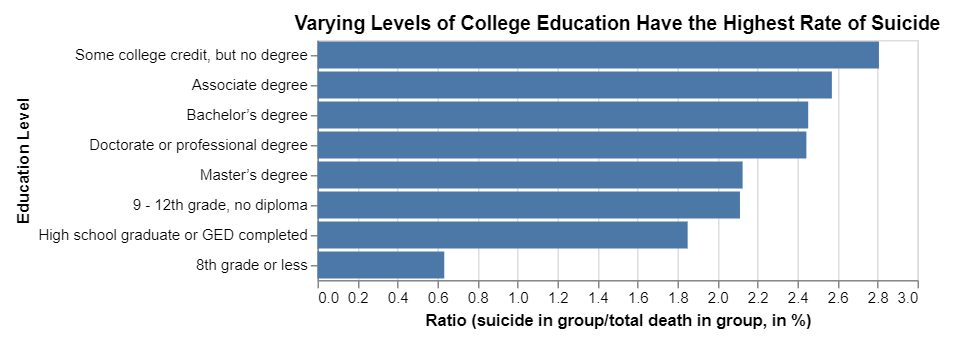 Varying Levels of College Education Have the Highest Rate of Suicide
Education Level
Some college credit, but no degree
Associate degree
Bachelor’s degree
Doctorate or professional degree
Master’s degree
9 - 12th grade, no diploma
High school graduate or GED completed
8th grade or less
0.0 0.2 0.4 0.6 0.8 1.0 1.2 1.4 1.6 1.8 2.0 2.2 2.4 2.6 2.8 3.0
Ratio (suicide in group/total death in group, in %)